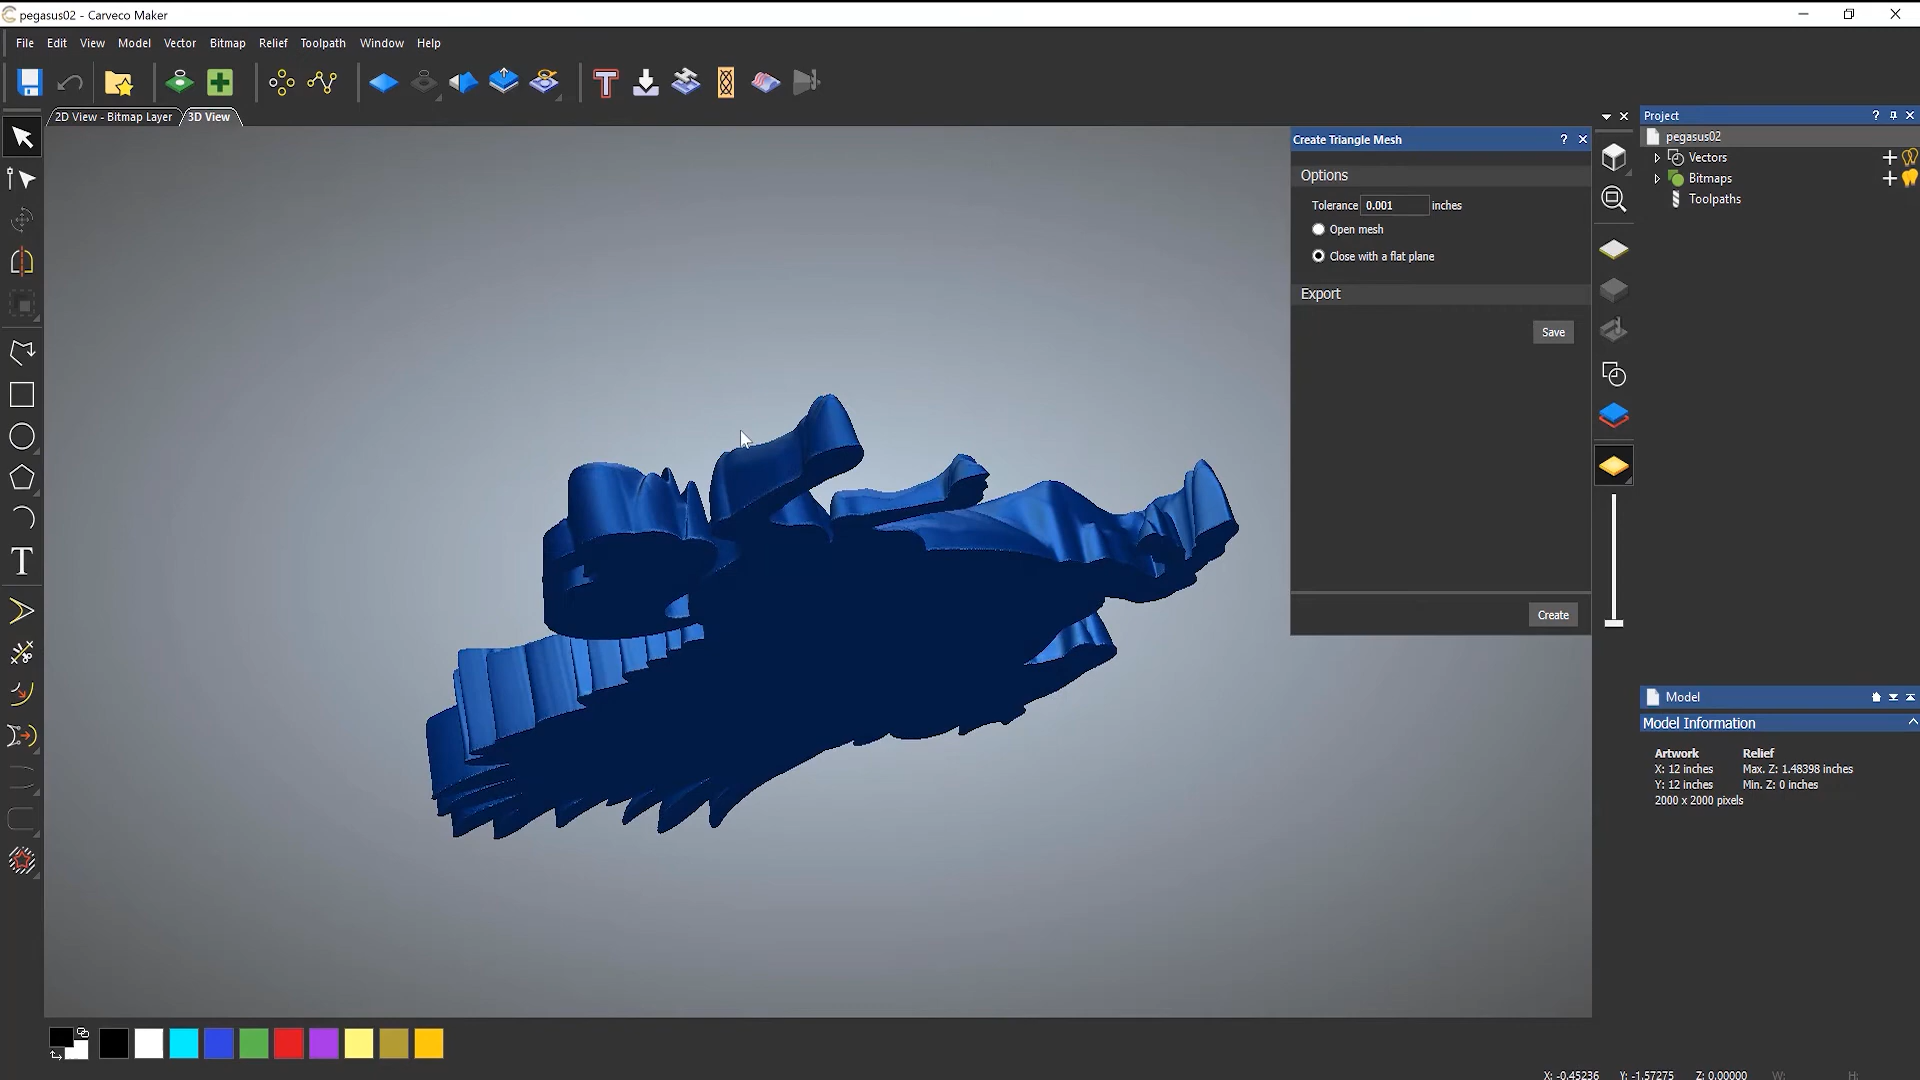 pegasus02 - Carveco Maker
File Edit View Model Vector Bitmap Relief Toolpath Window Help
2D View - Bitmap Layer 3D View
Create Triangle Mesh ?
Options
Tolerance 0.001 inches
Open mesh
Close with a flat plane
Export
Save
Create
Project ?
pegasus02
Vectors
Bitmaps
Toolpaths
Model
Model Information
Artwork Relief
X: 12 inches Max. Z: 1.48398 inches
Y: 12 inches Min. Z: 0 inches
2000 x 2000 pixels
T
T
X: -0.45236 Y: -1.57275 Z: 0.00000 W: H: